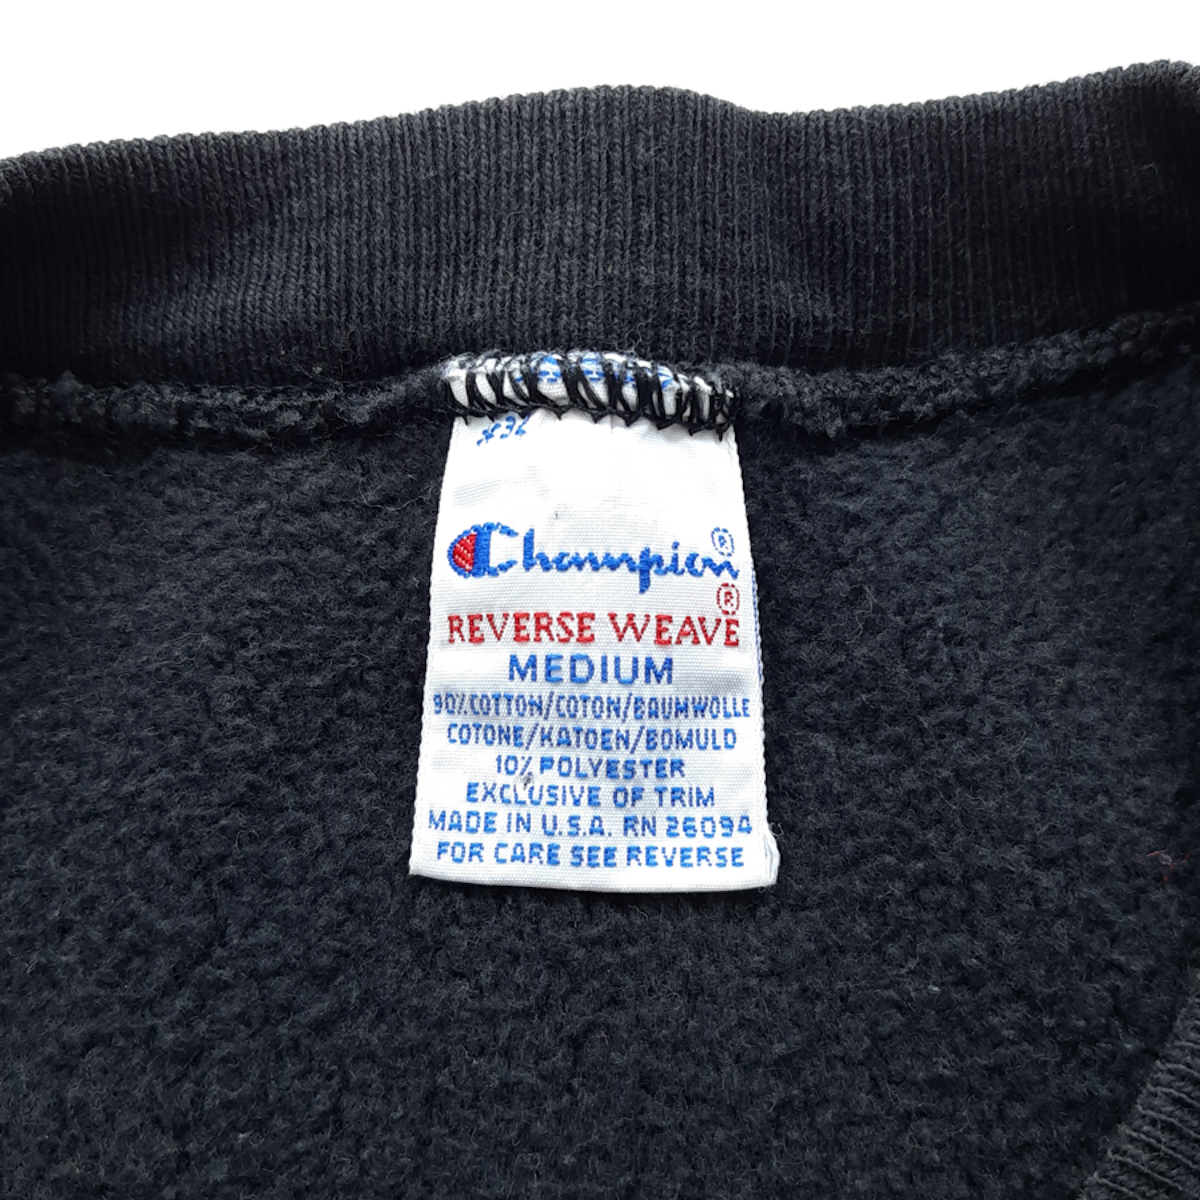 Champion®
REVERSE WEAVE®
MEDIUM
90% COTTON/COTON/BAUMWOLLE
COTONE/KATOEN/BOMULD
10% POLYESTER
EXCLUSIVE OF TRIM
MADE IN U.S.A. RN 26094
FOR CARE SEE REVERSE